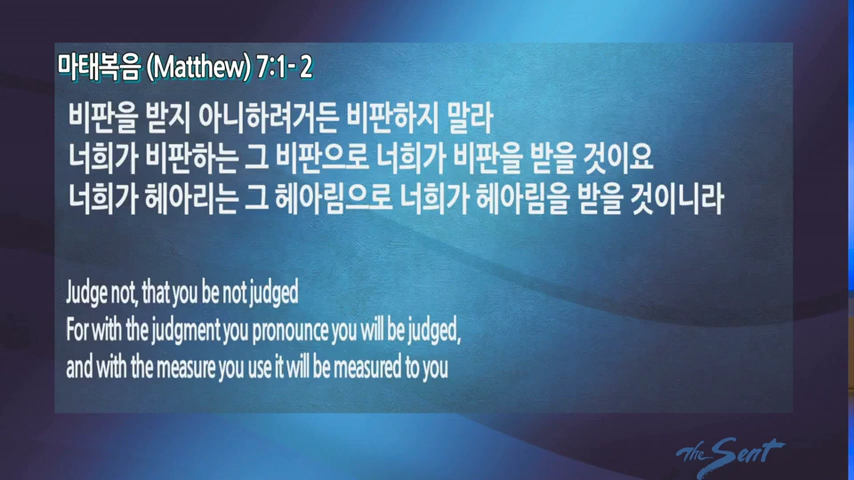 마태복음 (Matthew) 7:1- 2
비판을 받지 아니하려거든 비판하지 말라
너희가 비판하는 그 비판으로 너희가 비판을 받을 것이요
너희가 헤아리는 그 헤아림으로 너희가 헤아림을 받을 것이니라
Judge not, that you be not judged
For with the judgment you pronounce you will be judged,
and with the measure you use it will be measured to you
The Sent